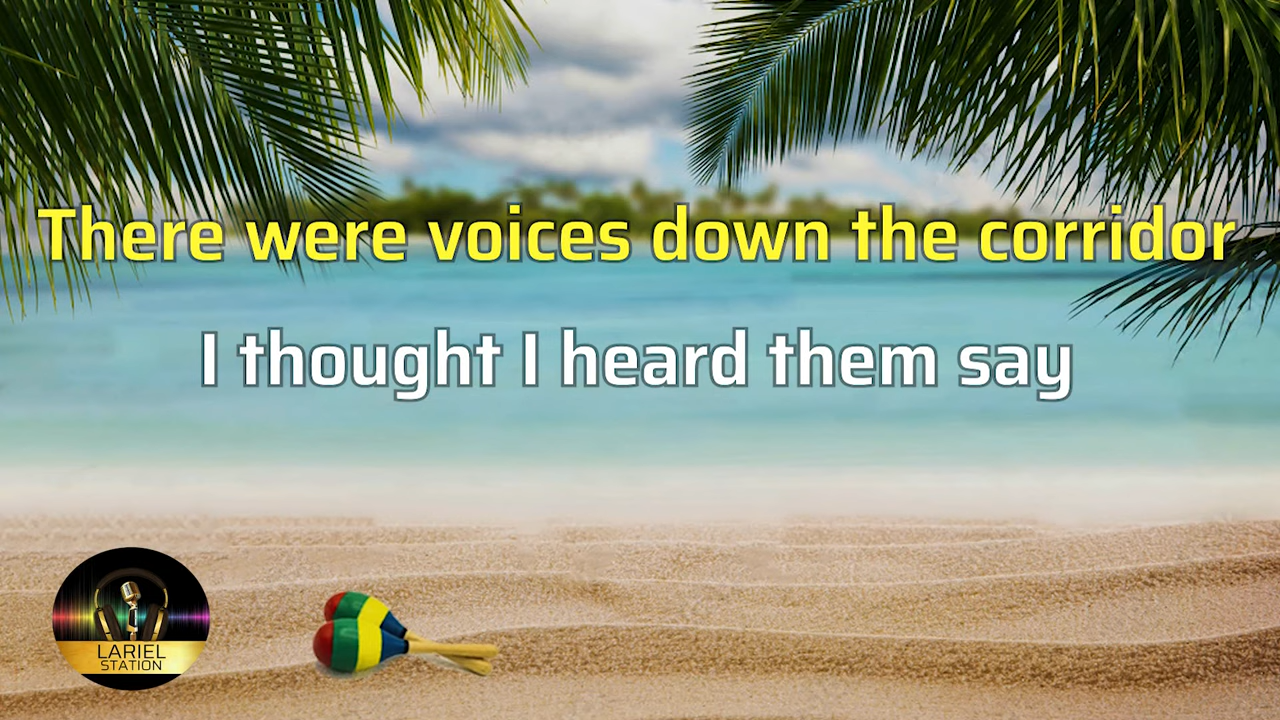 There were voices down the corridor
I thought I heard them say
LARIEL
STATION